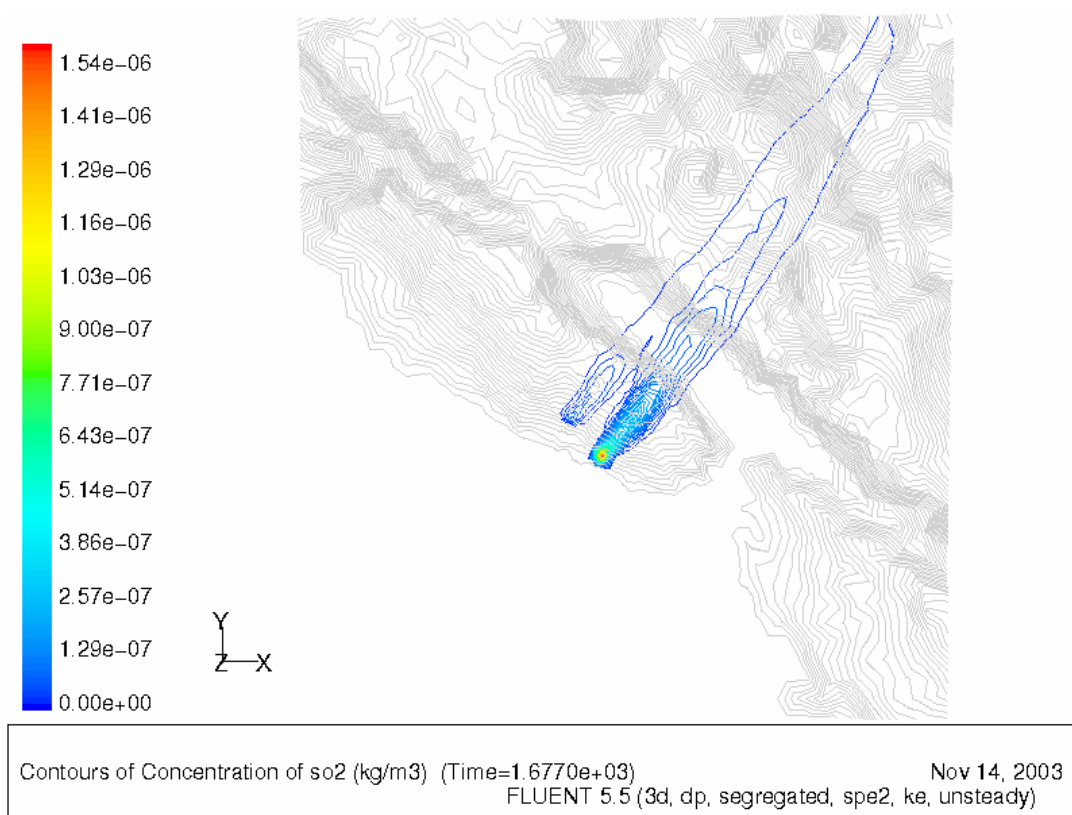 1.54e−06
1.41e−06
1.29e−06
1.16e−06
1.03e−06
9.00e−07
7.71e−07
6.43e−07
5.14e−07
3.86e−07
2.57e−07
1.29e−07
0.00e+00
Y
Z X
Contours of Concentration of so2 (kg/m3) (Time=1.6770e+03) Nov 14, 2003
FLUENT 5.5 (3d, dp, segregated, spe2, ke, unsteady)